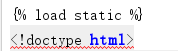 {% load static %}
<!doctype html>